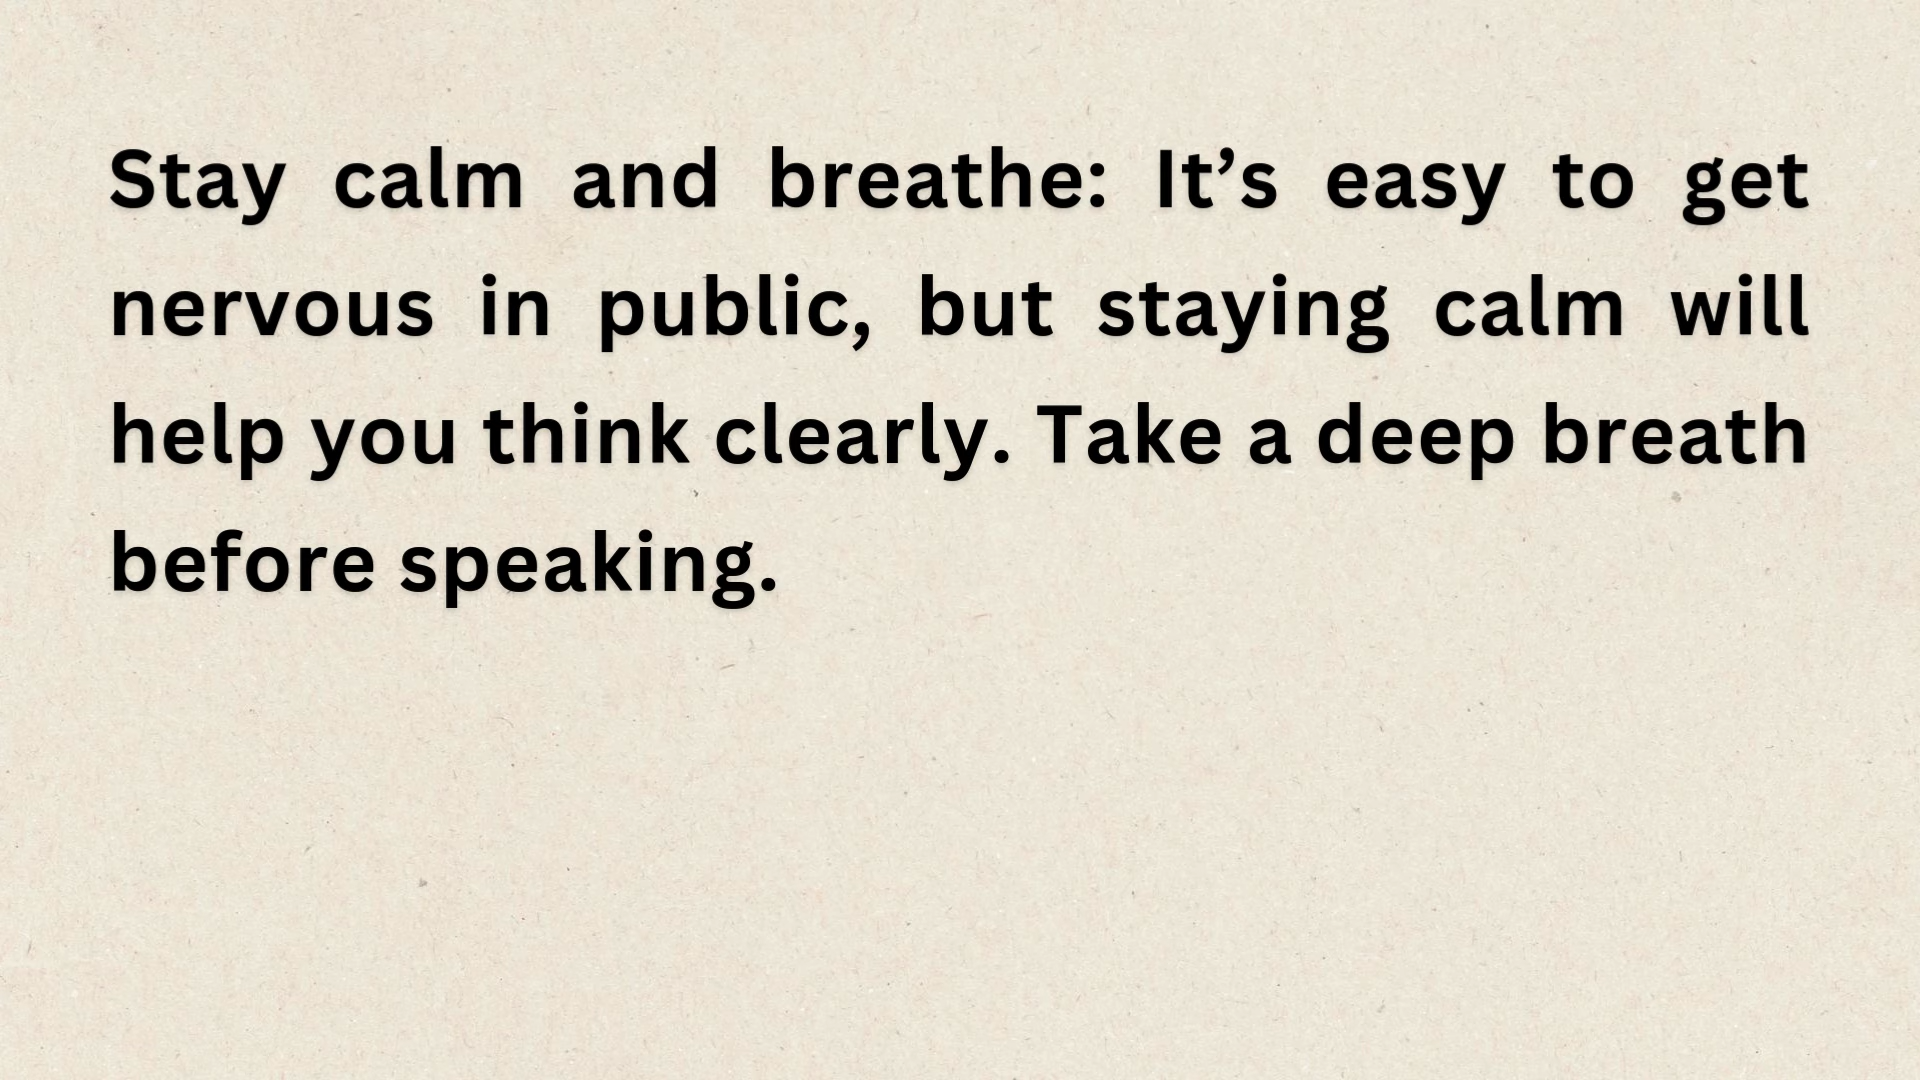 Stay calm and breathe: It’s easy to get
nervous in public, but staying calm will
help you think clearly. Take a deep breath
before speaking.